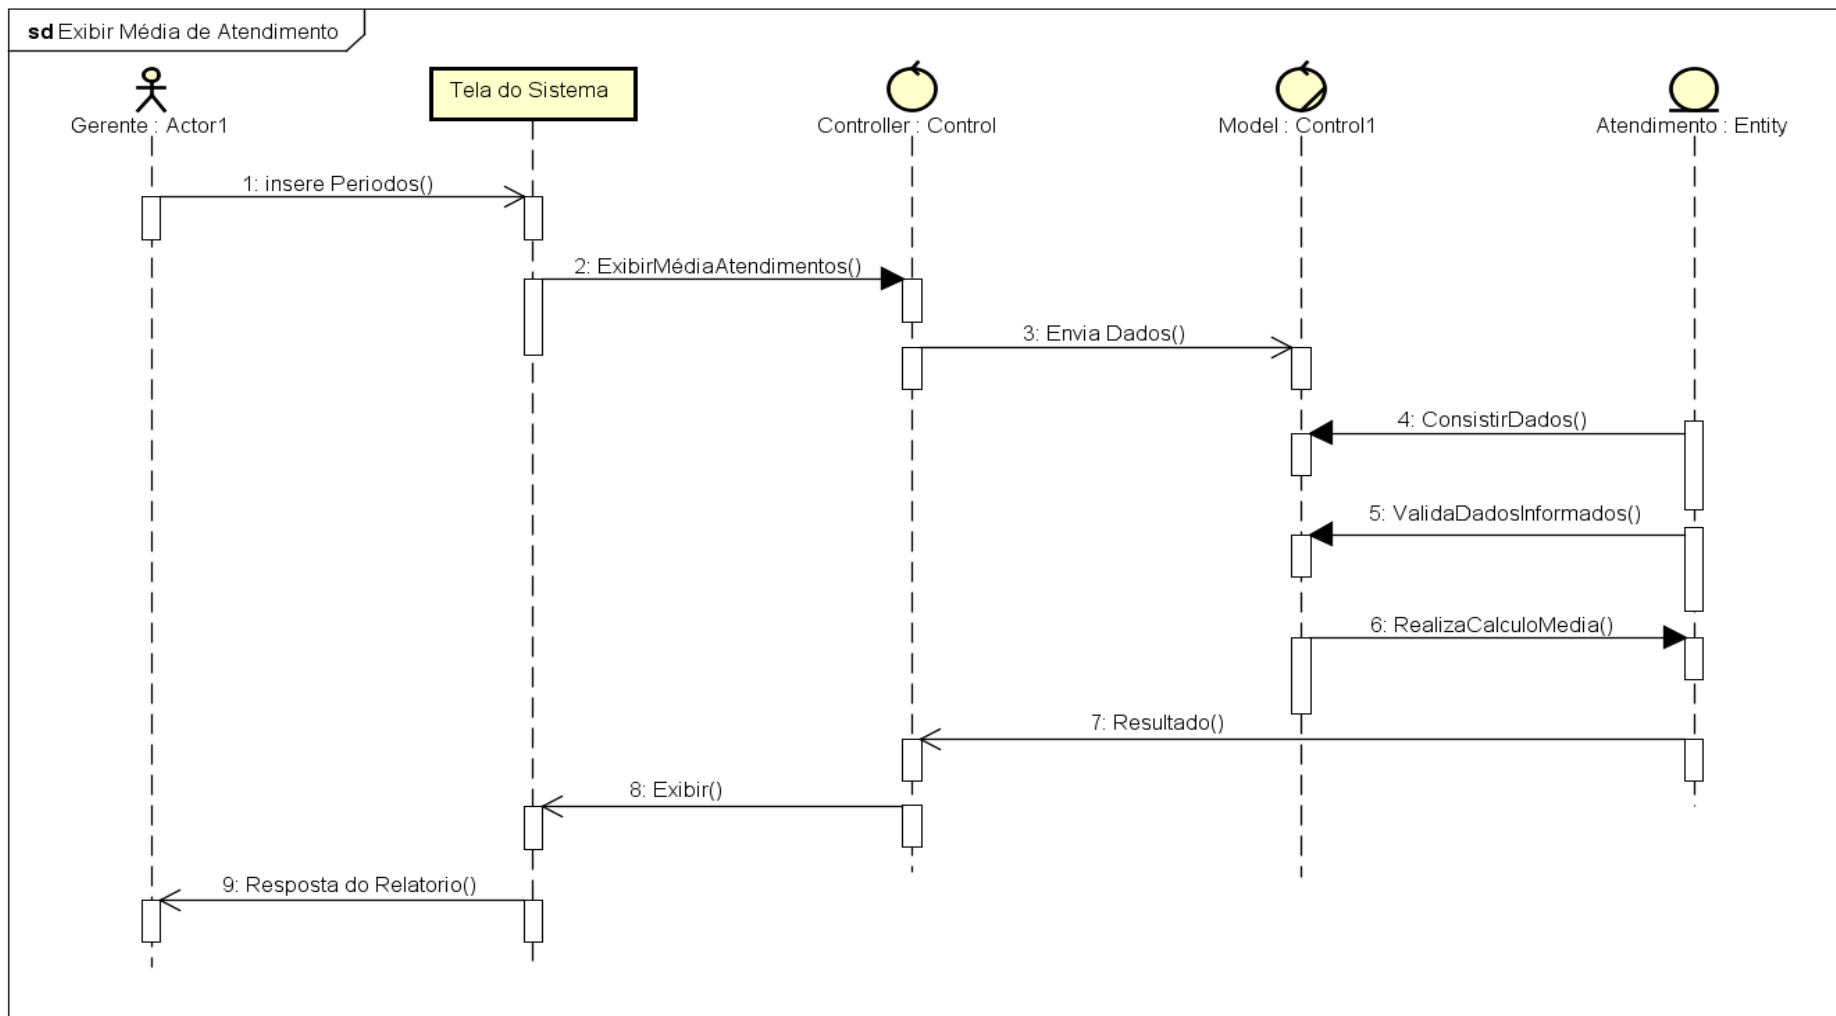 sd Exibir Média de Atendimento
Tela do Sistema
Gerente : Actor1
Controller : Control
Model : Control1
Atendimento : Entity
1: insere Periodos()
2: ExibirMédiaAtendimentos()
3: Envia Dados()
4: ConsistirDados()
5: ValidaDadosInformados()
6: RealizaCalculoMedia()
7: Resultado()
8: Exibir()
9: Resposta do Relatorio()